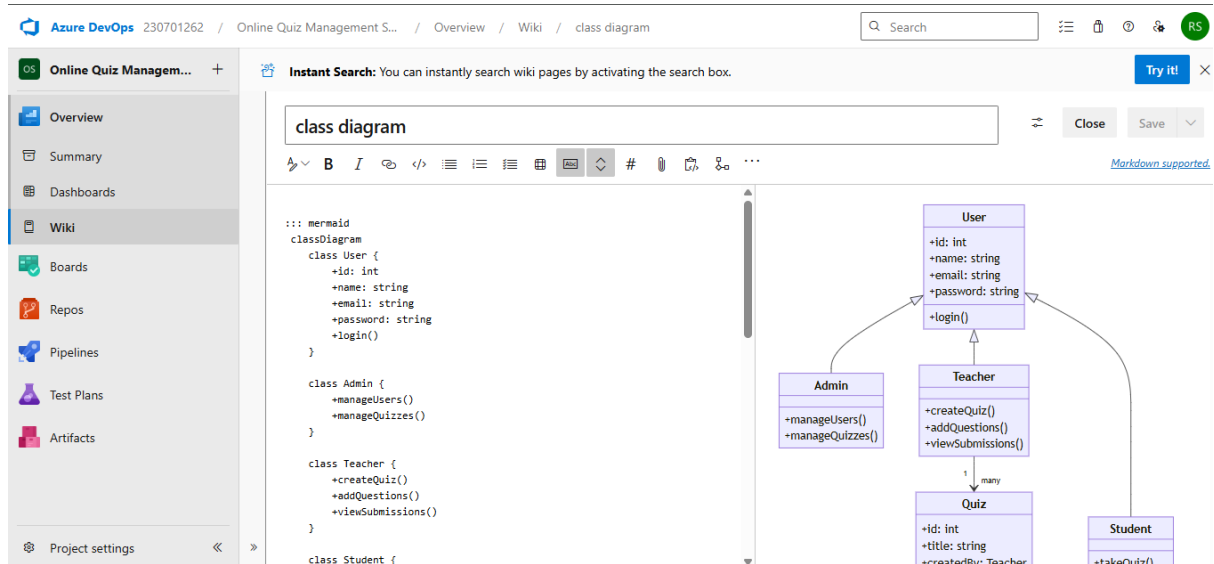 Azure DevOps 230701262 / Online Quiz Management S... / Overview / Wiki / class diagram
Search
RS
OS Online Quiz Managem... +
Instant Search: You can instantly search wiki pages by activating the search box.
Try it!
Overview
Summary
Dashboards
Wiki
Boards
Repos
Pipelines
Test Plans
Artifacts
Project settings
class diagram
Close
Save
B I </> Abc # ...
Markdown supported.
::: mermaid
classDiagram
class User {
+id: int
+name: string
+email: string
+password: string
+login()
}
class Admin {
+manageUsers()
+manageQuizzes()
}
class Teacher {
+createQuiz()
+addQuestions()
+viewSubmissions()
}
class Student {
User
+id: int
+name: string
+email: string
+password: string
+login()
Admin
+manageUsers()
+manageQuizzes()
Teacher
+createQuiz()
+addQuestions()
+viewSubmissions()
1
many
Quiz
+id: int
+title: string
+createdBy: Teacher
Student
+takeQuiz()